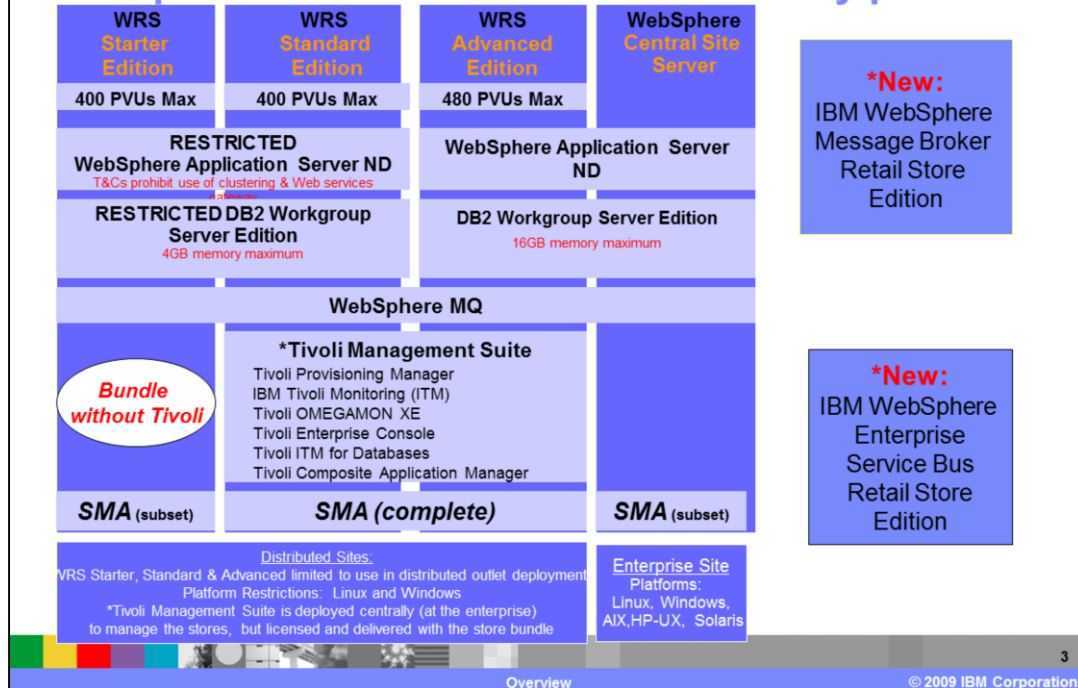 WRS
Starter
Edition
WRS
Standard
Edition
WRS
Advanced
Edition
WebSphere
Central Site
Server
400 PVUs Max
400 PVUs Max
480 PVUs Max
RESTRICTED
WebSphere Application Server ND
T&Cs prohibit use of clustering & Web services
gateway
WebSphere Application Server
ND
RESTRICTED DB2 Workgroup
Server Edition
4GB memory maximum
DB2 Workgroup Server Edition
16GB memory maximum
WebSphere MQ
Bundle
without Tivoli
*Tivoli Management Suite
Tivoli Provisioning Manager
IBM Tivoli Monitoring (ITM)
Tivoli OMEGAMON XE
Tivoli Enterprise Console
Tivoli ITM for Databases
Tivoli Composite Application Manager
SMA (subset)
SMA (complete)
SMA (subset)
Distributed Sites:
WRS Starter, Standard & Advanced limited to use in distributed outlet deployment
Platform Restrictions: Linux and Windows
*Tivoli Management Suite is deployed centrally (at the enterprise)
to manage the stores, but licensed and delivered with the store bundle
Enterprise Site
Platforms:
Linux, Windows,
AIX,HP-UX, Solaris
*New:
IBM WebSphere
Message Broker
Retail Store
Edition
*New:
IBM WebSphere
Enterprise
Service Bus
Retail Store
Edition
3
Overview
© 2009 IBM Corporation